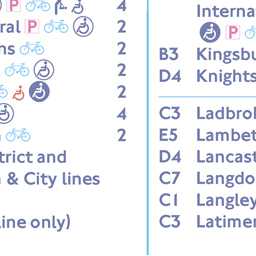 4
ral P 2
ns 2
2
2
4
2
trict and
& City lines
ine only)
Interna
P
B3 Kingsbu
D4 Knights
C3 Ladbro
E5 Lambet
D4 Lancast
C7 Langdo
C1 Langley
C3 Latimer